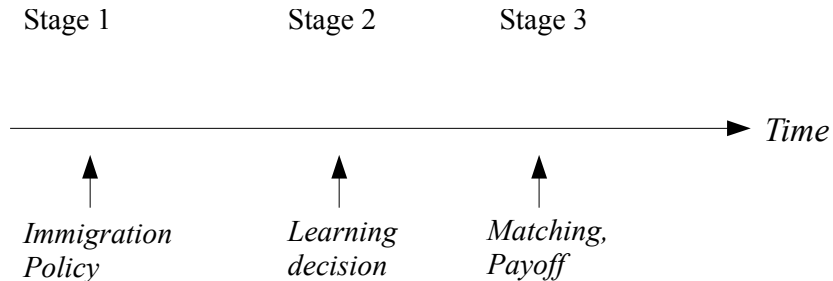 Stage 1
Stage 2
Stage 3
Time
Immigration
Policy
Learning
decision
Matching,
Payoff